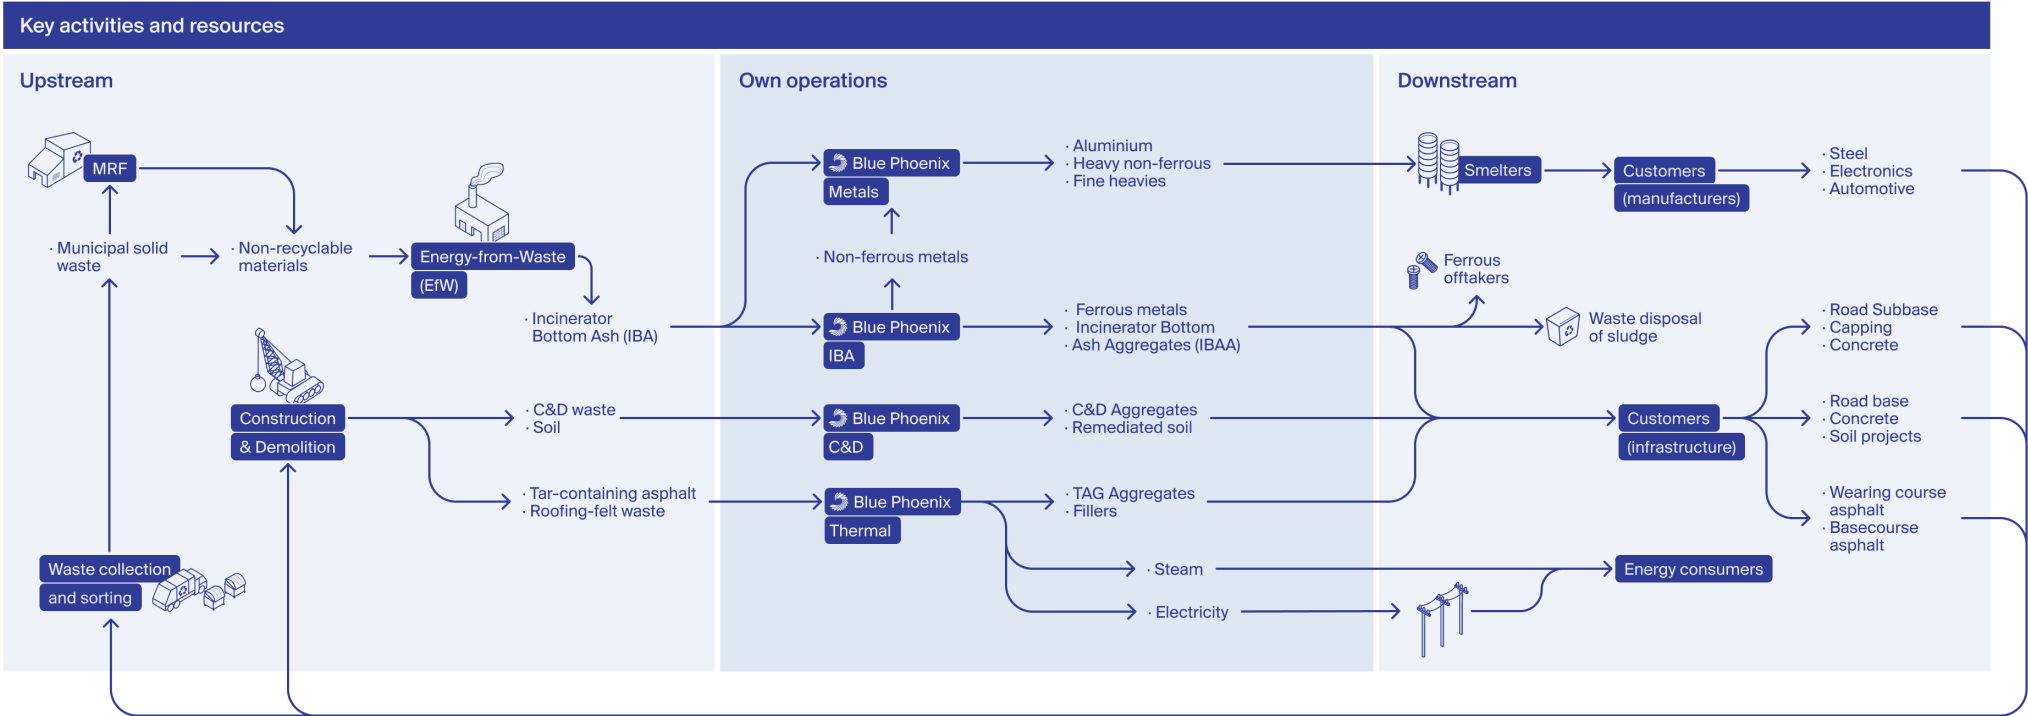 Key activities and resources
Upstream
MRF
· Municipal solid
waste
· Non-recyclable
materials
Energy-from-Waste
(EfW)
· Incinerator
Bottom Ash (IBA)
Construction
& Demolition
· C&D waste
· Soil
· Tar-containing asphalt
· Roofing-felt waste
Waste collection
and sorting
Own operations
Blue Phoenix
Metals
· Aluminium
· Heavy non-ferrous
· Fine heavies
· Non-ferrous metals
Blue Phoenix
IBA
· Ferrous metals
· Incinerator Bottom
· Ash Aggregates (IBAA)
Blue Phoenix
C&D
· C&D Aggregates
· Remediated soil
Blue Phoenix
Thermal
· TAG Aggregates
· Fillers
· Steam
· Electricity
Downstream
Smelters
Customers
(manufacturers)
· Steel
· Electronics
· Automotive
Ferrous
offtakers
Waste disposal
of sludge
Customers
(infrastructure)
· Road Subbase
· Capping
· Concrete
· Road base
· Concrete
· Soil projects
· Wearing course
asphalt
· Basecourse
asphalt
Energy consumers